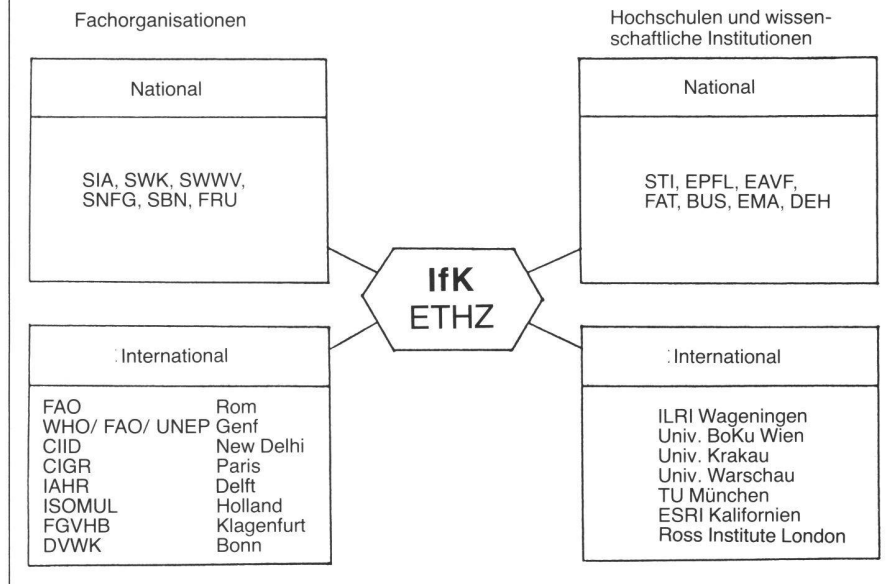 Fachorganisationen
National
SIA, SWK, SWWV,
SNFG, SBN, FRU
Hochschulen und wissen-
schaftliche Institutionen
National
STI, EPFL, EAVF,
FAT, BUS, EMA, DEH
IfK
ETHZ
International
FAO Rom
WHO/ FAO/ UNEP Genf
CIID New Delhi
CIGR Paris
IAHR Delft
ISOMUL Holland
FGVHB Klagenfurt
DVWK Bonn
International
ILRI Wageningen
Univ. BoKu Wien
Univ. Krakau
Univ. Warschau
TU München
ESRI Kalifornien
Ross Institute London